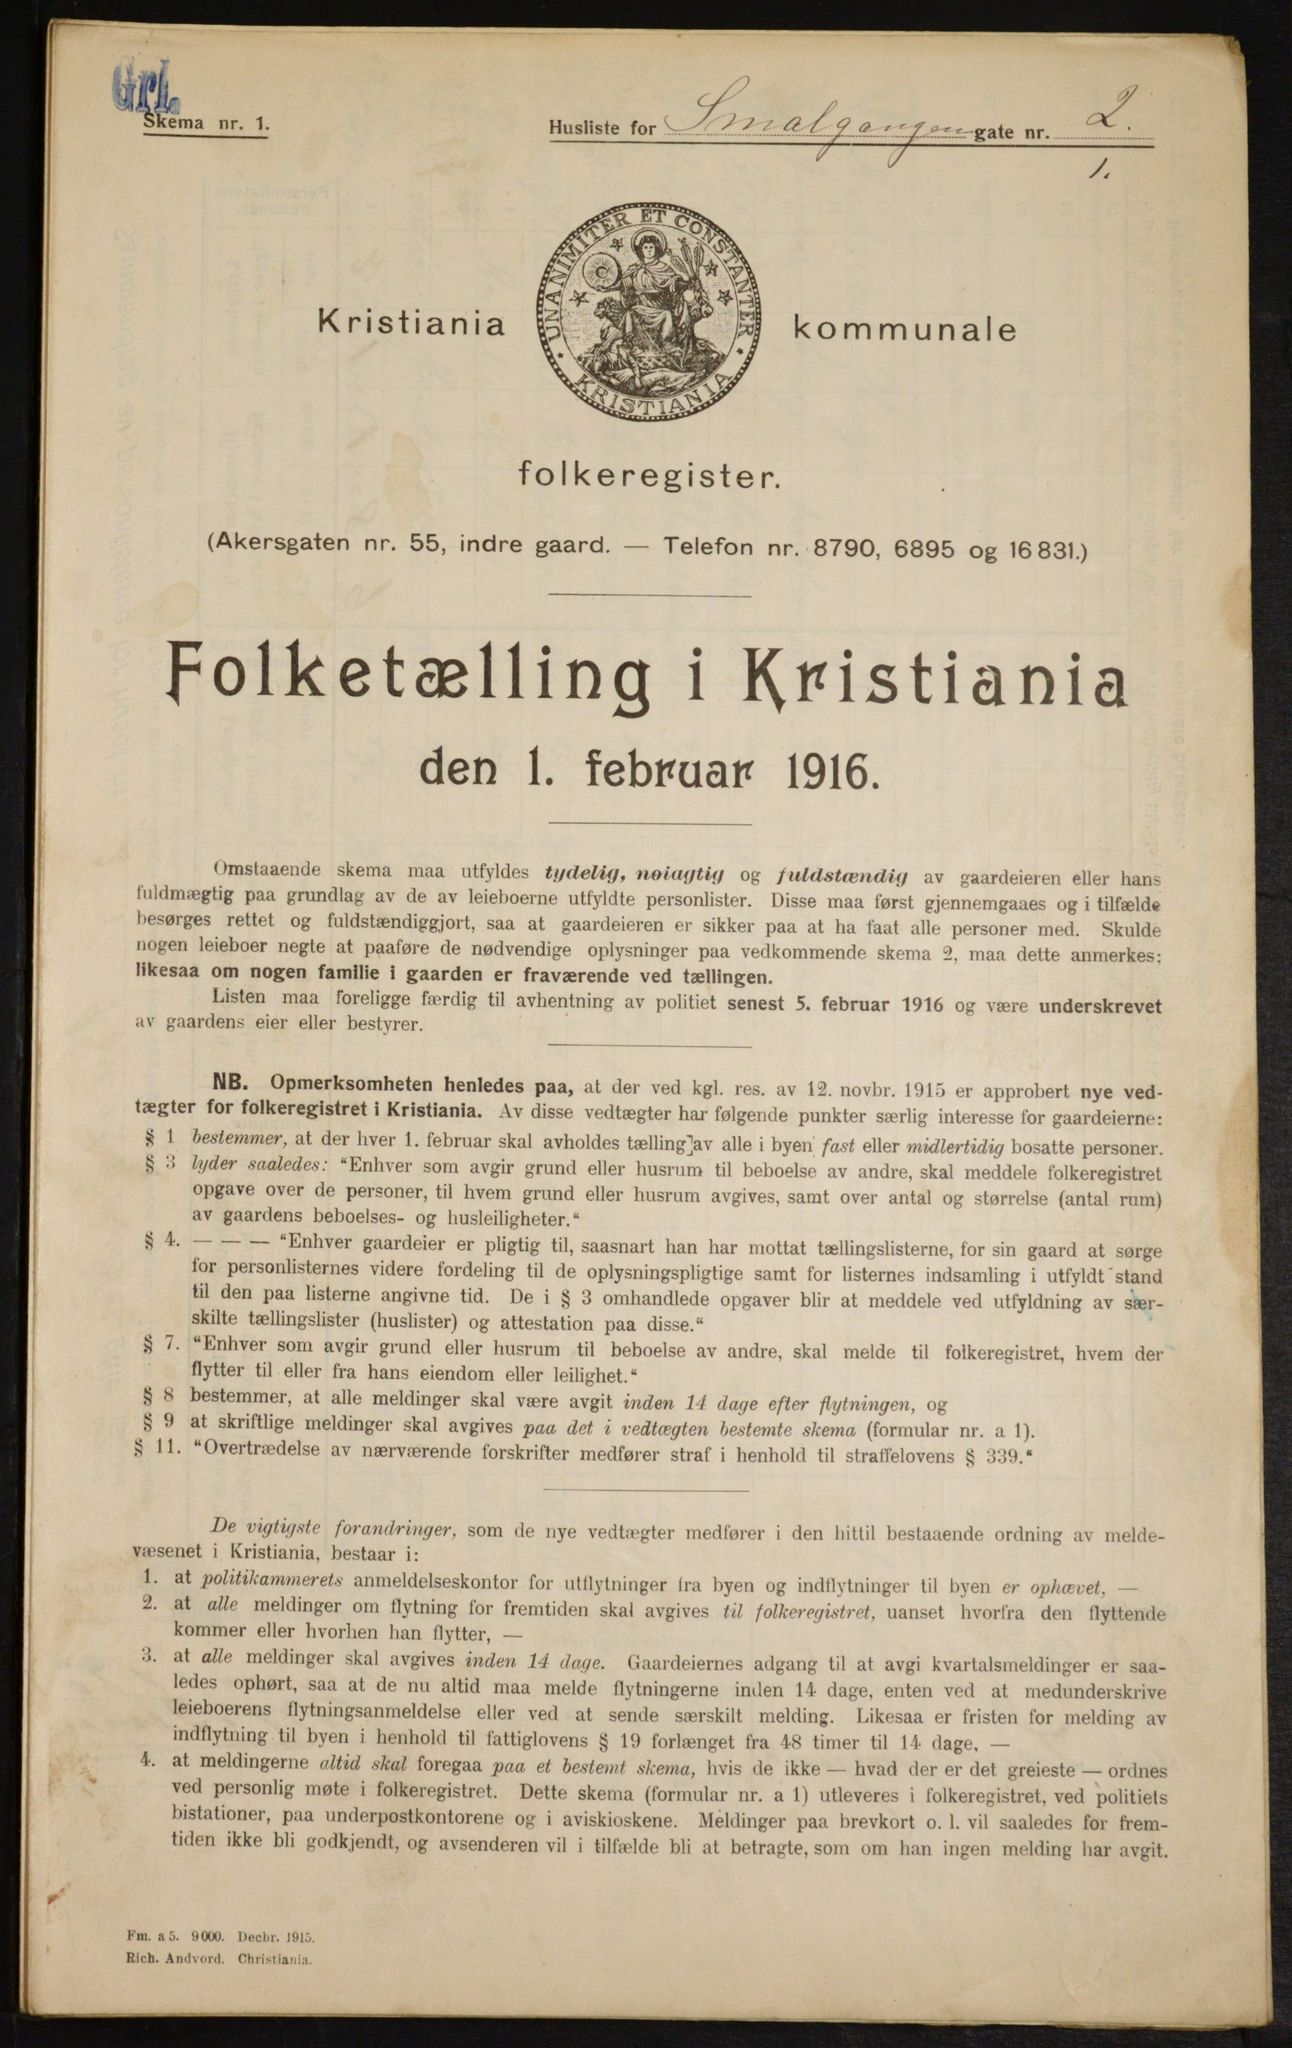 Grl.
Skema nr. 1.
Husliste for Smalgangen gate nr. 2.
1.
UNANIMITER ET CONSTANTER
KRISTIANIA
Kristiania kommunale
folkeregister.
(Akersgaten nr. 55, indre gaard. — Telefon nr. 8790, 6895 og 16 831.)
Folketælling i Kristiania
den 1. februar 1916.
Omstaaende skema maa utfyldes tydelig, nøiagtig og fuldstændig av gaardeieren eller hans
fuldmægtig paa grundlag av de av leieboerne utfyldte personlister. Disse maa først gjennemgaaes og i tilfælde
besørges rettet og fuldstændiggjort, saa at gaardeieren er sikker paa at ha faat alle personer med. Skulde
nogen leieboer negte at paaføre de nødvendige oplysninger paa vedkommende skema 2, maa dette anmerkes;
likesaa om nogen familie i gaarden er fraværende ved tællingen.
Listen maa foreligge færdig til avhentning av politiet senest 5. februar 1916 og være underskrevet
av gaardens eier eller bestyrer.
NB. Opmerksomheten henledes paa, at der ved kgl. res. av 12. novbr. 1915 er approbert nye ved-
tægter for folkeregistret i Kristiania. Av disse vedtægter har følgende punkter særlig interesse for gaardeierne:
§ 1 bestemmer, at der hver 1. februar skal avholdes tælling av alle i byen fast eller midlertidig bosatte personer.
§ 3 lyder saaledes: “Enhver som avgir grund eller husrum til beboelse av andre, skal meddele folkeregistret
opgave over de personer, til hvem grund eller husrum avgives, samt over antal og størrelse (antal rum)
av gaardens beboelses- og husleiligheter.“
§ 4. — — — “Enhver gaardeier er pligtig til, saasnart han har mottat tællingslisterne, for sin gaard at sørge
for personlisternes videre fordeling til de oplysningspligtige samt for listernes indsamling i utfyldt stand
til den paa listerne angivne tid. De i § 3 omhandlede opgaver blir at meddele ved utfyldning av sær-
skilte tællingslister (huslister) og attestation paa disse.“
§ 7. “Enhver som avgir grund eller husrum til beboelse av andre, skal melde til folkeregistret, hvem der
flytter til eller fra hans eiendom eller leilighet.“
§ 8 bestemmer, at alle meldinger skal være avgit inden 14 dage efter flytningen, og
§ 9 at skriftlige meldinger skal avgives paa det i vedtægten bestemte skema (formular nr. a 1).
§ 11. “Overtrædelse av nærværende forskrifter medfører straf i henhold til straffelovens § 339.“
De vigtigste forandringer, som de nye vedtægter medfører i den hittil bestaaende ordning av melde-
væsenet i Kristiania, bestaar i:
1. at politikammerets anmeldelseskontor for utflytninger fra byen og indflytninger til byen er ophævet, —
2. at alle meldinger om flytning for fremtiden skal avgives til folkeregistret, uanset hvorfra den flyttende
kommer eller hvorhen han flytter, —
3. at alle meldinger skal avgives inden 14 dage. Gaardeiernes adgang til at avgi kvartalsmeldinger er saa-
ledes ophørt, saa at de nu altid maa melde flytningerne inden 14 dage, enten ved at medunderskrive
leieboerens flytningsanmeldelse eller ved at sende særskilt melding. Likesaa er fristen for melding av
indflytning til byen i henhold til fattiglovens § 19 forlænget fra 48 timer til 14 dage, —
4. at meldingerne altid skal foregaa paa et bestemt skema, hvis de ikke — hvad der er det greieste — ordnes
ved personlig møte i folkeregistret. Dette skema (formular nr. a 1) utleveres i folkeregistret, ved politiets
bistationer, paa underpostkontorene og i aviskioskene. Meldinger paa brevkort o. l. vil saaledes for frem-
tiden ikke bli godkjendt, og avsenderen vil i tilfælde bli at betragte, som om han ingen melding har avgit.
Fm. a 5. 9 000. Decbr. 1915.
Rich. Andvord. Christiania.